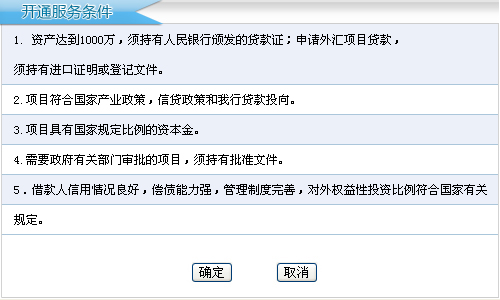 开通服务条件
1. 资产达到1000万，须持有人民银行颁发的贷款证；申请外汇项目贷款，
须持有进口证明或登记文件。
2.项目符合国家产业政策，信贷政策和我行贷款投向。
3.项目具有国家规定比例的资本金。
4.需要政府有关部门审批的项目，须持有批准文件。
5．借款人信用情况良好，偿债能力强，管理制度完善，对外权益性投资比例符合国家有关
规定。
确定 取消